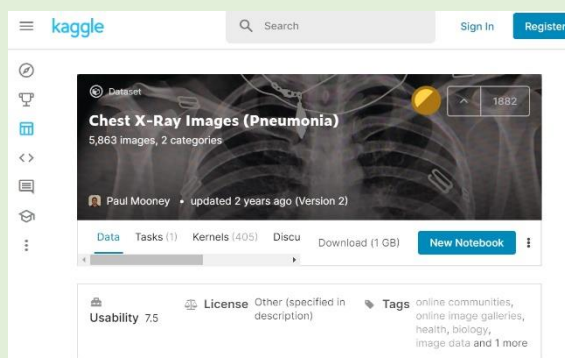 kaggle
Search
Sign In
Register
Dataset
1882
Chest X-Ray Images (Pneumonia)
5,863 images, 2 categories
Paul Mooney • updated 2 years ago (Version 2)
Data Tasks (1) Kernels (405) Discu Download (1 GB) New Notebook
Usability 7.5
License Other (specified in
description)
Tags online communities,
online image galleries,
health, biology,
image data and 1 more